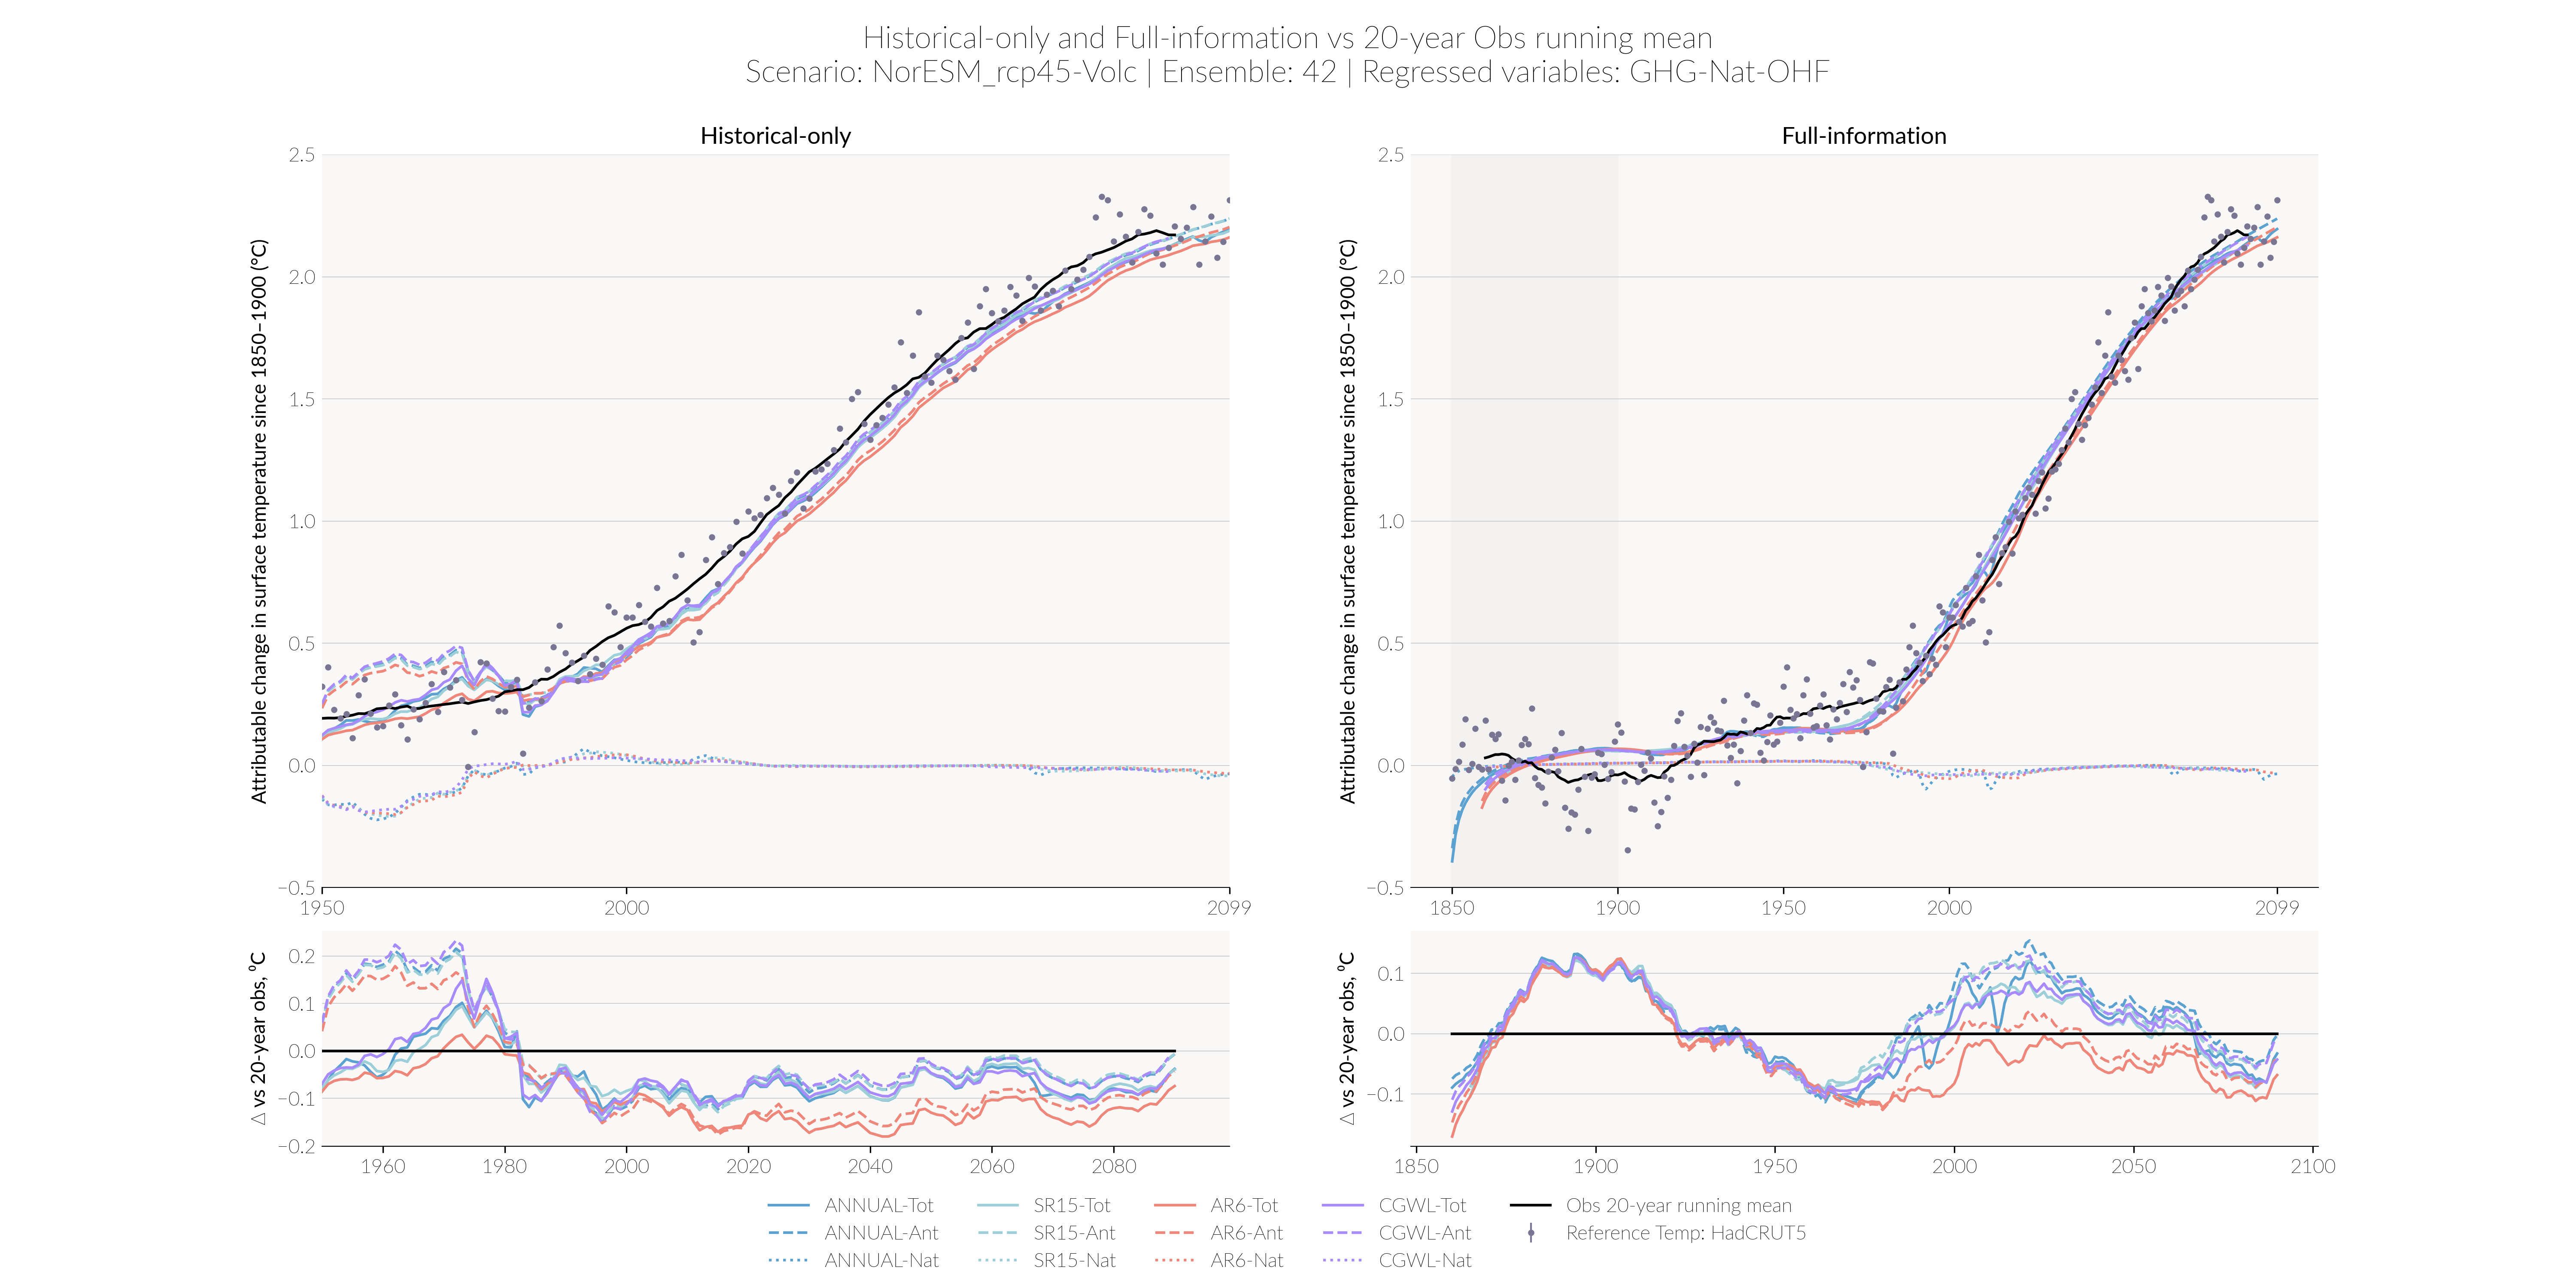 Historical-only and Full-information vs 20-year Obs running mean
Scenario: NorESM_rcp45-Volc | Ensemble: 42 | Regressed variables: GHG-Nat-OHF
Historical-only
Attributable change in surface temperature since 1850–1900 (°C)
2.5
2.0
1.5
1.0
0.5
0.0
−0.5
1950 2000 2099
Full-information
Attributable change in surface temperature since 1850–1900 (°C)
2.5
2.0
1.5
1.0
0.5
0.0
−0.5
1850 1900 1950 2000 2099
△ vs 20-year obs, ⁰C
0.2
0.1
0.0
−0.1
−0.2
1960 1980 2000 2020 2040 2060 2080
△ vs 20-year obs, ⁰C
0.1
0.0
−0.1
1850 1900 1950 2000 2050 2100
ANNUAL-Tot SR15-Tot AR6-Tot CGWL-Tot Obs 20-year running mean
ANNUAL-Ant SR15-Ant AR6-Ant CGWL-Ant Reference Temp: HadCRUT5
ANNUAL-Nat SR15-Nat AR6-Nat CGWL-Nat